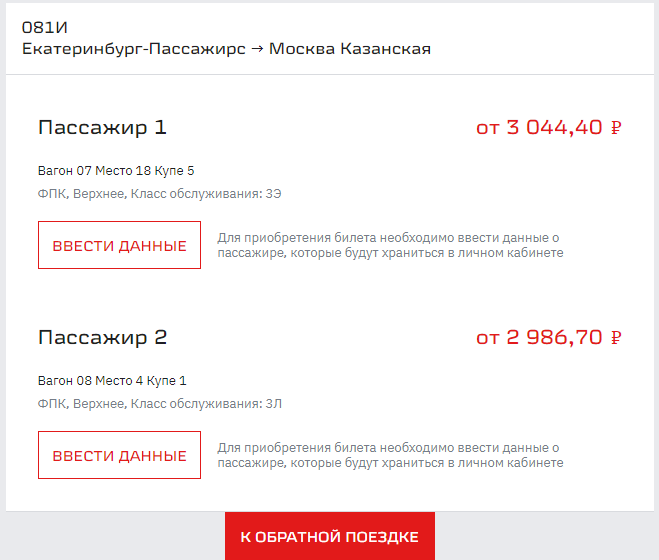 081И
Екатеринбург-Пассажирс → Москва Казанская
Пассажир 1
от 3 044,40 ₽
Вагон 07 Место 18 Купе 5
ФПК, Верхнее, Класс обслуживания: 3Э
ВВЕСТИ ДАННЫЕ
Для приобретения билета необходимо ввести данные о
пассажире, которые будут храниться в личном кабинете
Пассажир 2
от 2 986,70 ₽
Вагон 08 Место 4 Купе 1
ФПК, Верхнее, Класс обслуживания: 3Л
ВВЕСТИ ДАННЫЕ
Для приобретения билета необходимо ввести данные о
пассажире, которые будут храниться в личном кабинете
К ОБРАТНОЙ ПОЕЗДКЕ